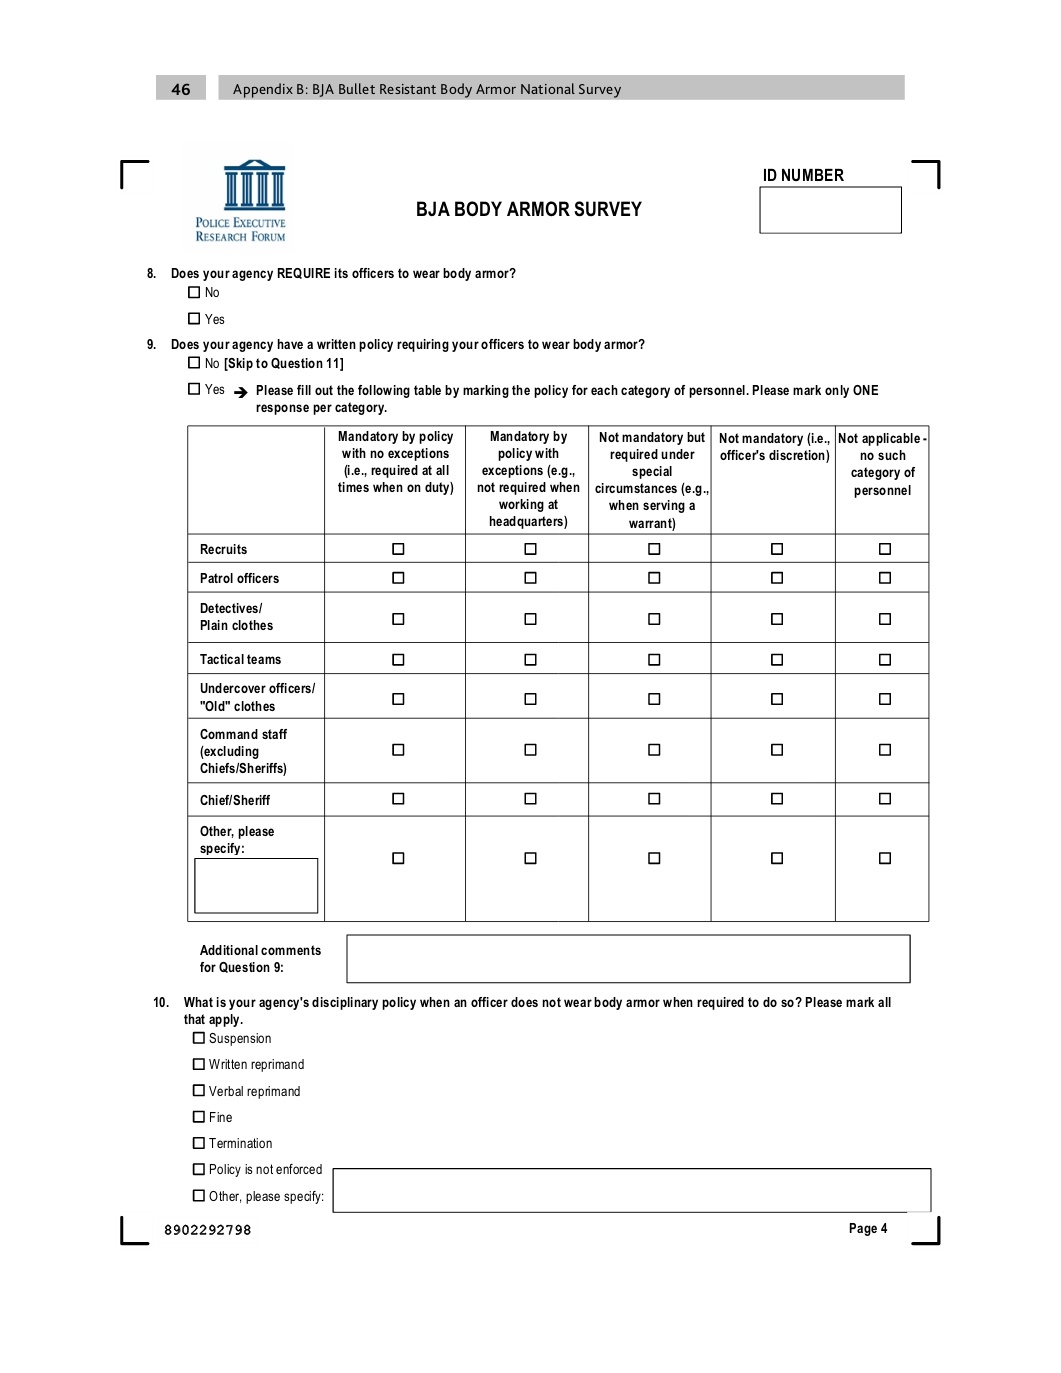 46 Appendix B: BJA Bullet Resistant Body Armor National Survey
POLICE EXECUTIVE
RESEARCH FORUM
BJA BODY ARMOR SURVEY
ID NUMBER
8. Does your agency REQUIRE its officers to wear body armor?
No
Yes
9. Does your agency have a written policy requiring your officers to wear body armor?
No [Skip to Question 11]
Yes ➔ Please fill out the following table by marking the policy for each category of personnel. Please mark only ONE
response per category.
Mandatory by policy
with no exceptions
(i.e., required at all
times when on duty)
Mandatory by
policy with
exceptions (e.g.,
not required when
working at
headquarters)
Not mandatory but
required under
special
circumstances (e.g.,
when serving a
warrant)
Not mandatory (i.e.,
officer's discretion)
Not applicable -
no such
category of
personnel
Recruits
Patrol officers
Detectives/
Plain clothes
Tactical teams
Undercover officers/
"Old" clothes
Command staff
(excluding
Chiefs/Sheriffs)
Chief/Sheriff
Other, please
specify:
Additional comments
for Question 9:
10. What is your agency's disciplinary policy when an officer does not wear body armor when required to do so? Please mark all
that apply.
Suspension
Written reprimand
Verbal reprimand
Fine
Termination
Policy is not enforced
Other, please specify:
8902292798
Page 4